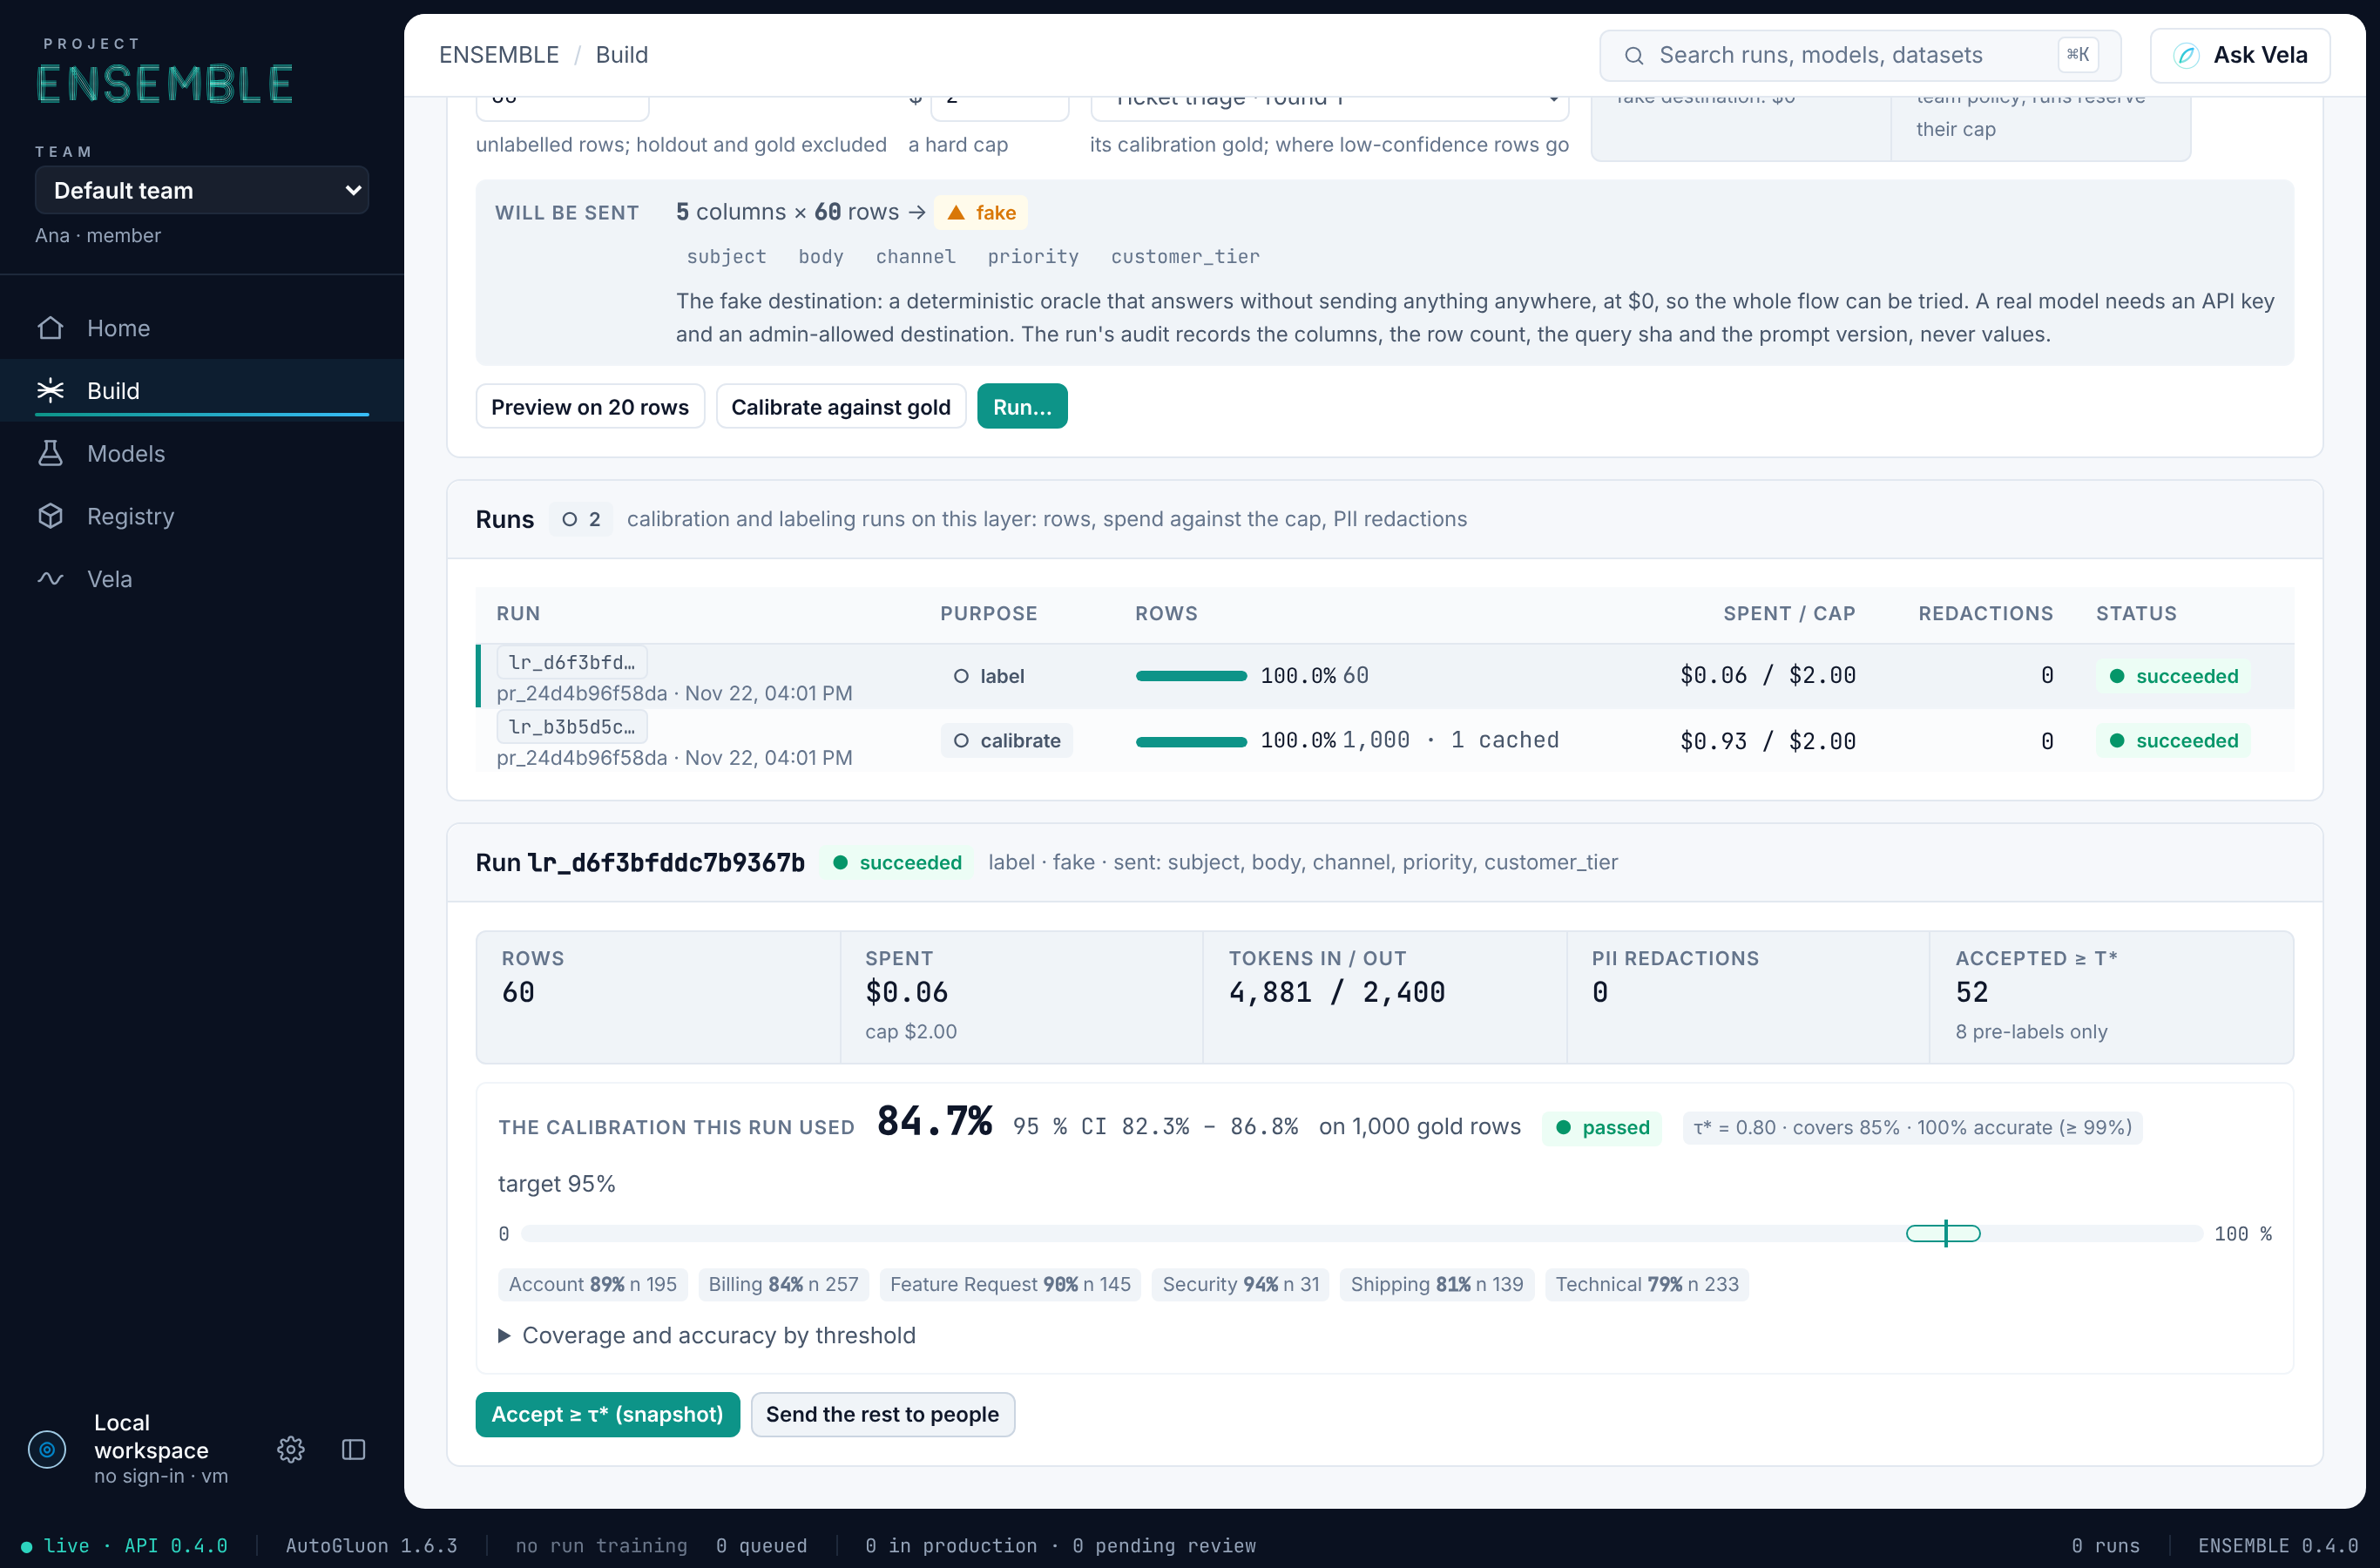 PROJECT
ENSEMBLE
TEAM
Default team
Ana · member
Home
Build
Models
Registry
Vela
Local workspace
no sign-in · vm
ENSEMBLE / Build
Search runs, models, datasets ⌘K
Ask Vela
unlabelled rows; holdout and gold excluded
$
a hard cap
Ticket triage · round 1
its calibration gold; where low-confidence rows go
fake destination: $0
team policy; runs reserve
their cap
WILL BE SENT
5 columns × 60 rows → fake
subject body channel priority customer_tier
The fake destination: a deterministic oracle that answers without sending anything anywhere, at $0, so the whole flow can be tried. A real model needs an API key
and an admin-allowed destination. The run's audit records the columns, the row count, the query sha and the prompt version, never values.
Preview on 20 rows
Calibrate against gold
Run...
Runs 2 calibration and labeling runs on this layer: rows, spend against the cap, PII redactions
RUN PURPOSE ROWS SPENT / CAP REDACTIONS STATUS
lr_d6f3bfd…
pr_24d4b96f58da · Nov 22, 04:01 PM
label 100.0% 60 $0.06 / $2.00 0 succeeded
lr_b3b5d5c…
pr_24d4b96f58da · Nov 22, 04:01 PM
calibrate 100.0% 1,000 · 1 cached $0.93 / $2.00 0 succeeded
Run lr_d6f3bfddc7b9367b succeeded label · fake · sent: subject, body, channel, priority, customer_tier
ROWS
60
SPENT
$0.06
cap $2.00
TOKENS IN / OUT
4,881 / 2,400
PII REDACTIONS
0
ACCEPTED ≥ T*
52
8 pre-labels only
THE CALIBRATION THIS RUN USED 84.7% 95 % CI 82.3% – 86.8% on 1,000 gold rows passed τ* = 0.80 · covers 85% · 100% accurate (≥ 99%)
target 95%
0 100 %
Account 89% n 195
Billing 84% n 257
Feature Request 90% n 145
Security 94% n 31
Shipping 81% n 139
Technical 79% n 233
Coverage and accuracy by threshold
Accept ≥ τ* (snapshot)
Send the rest to people
live · API 0.4.0
AutoGluon 1.6.3
no run training 0 queued
0 in production · 0 pending review
0 runs
ENSEMBLE 0.4.0